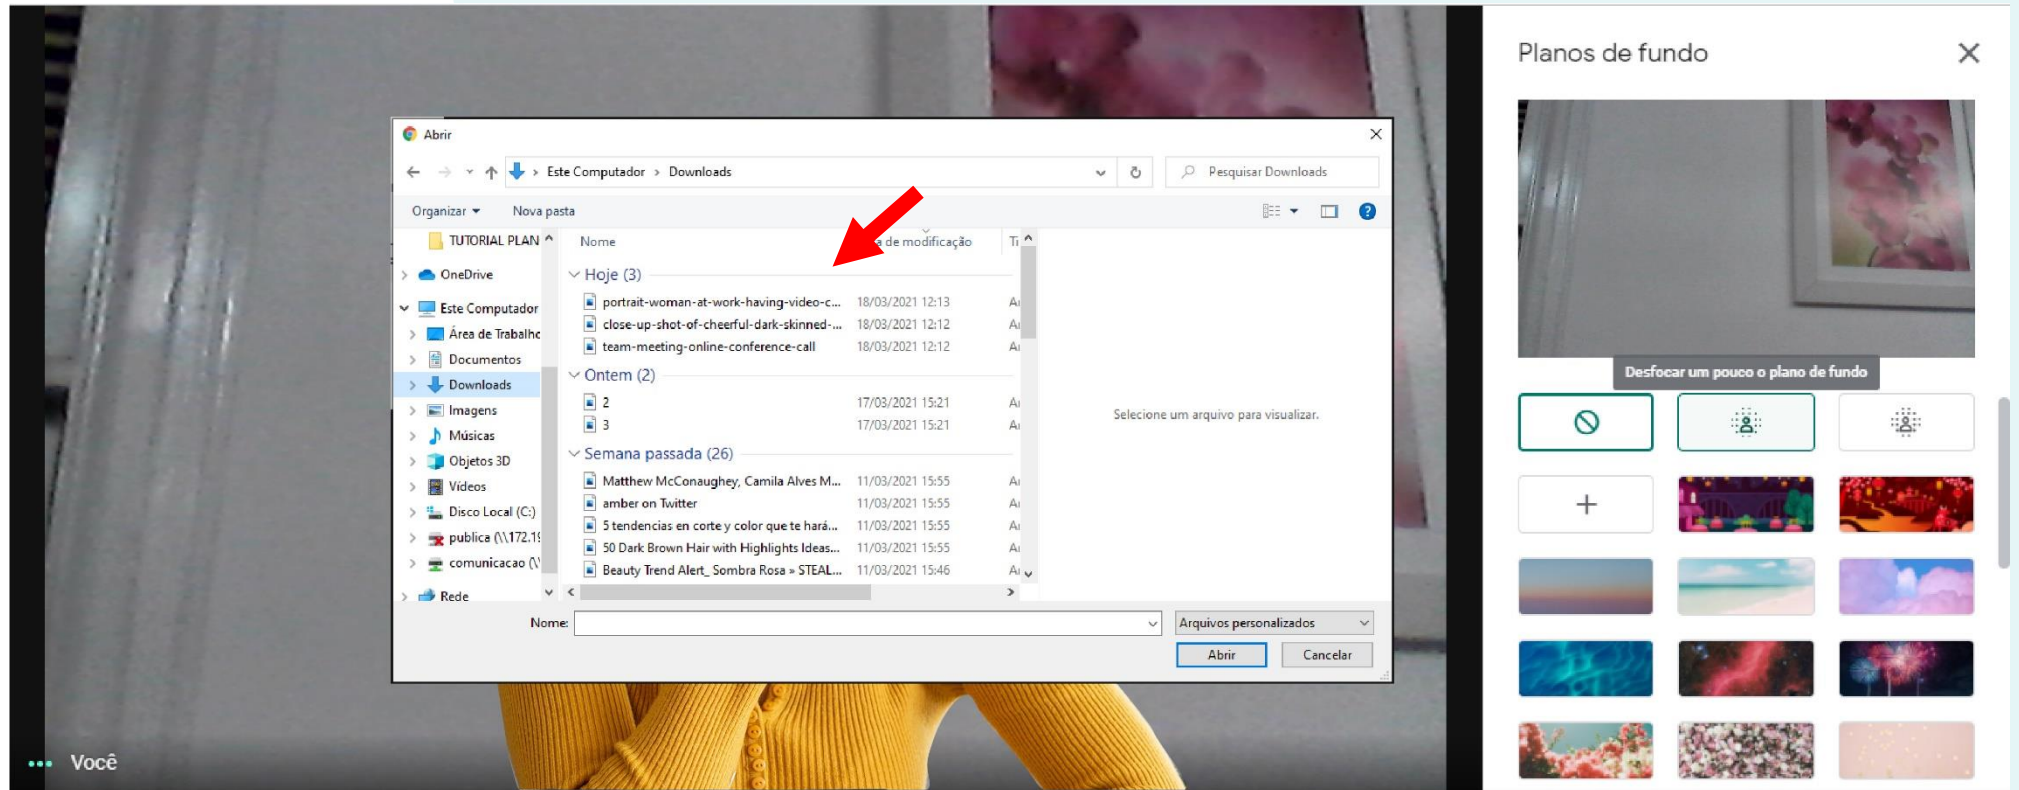 Planos de fundo
Abrir
Este Computador > Downloads
Pesquisar Downloads
Organizar
Nova pasta
TUTORIAL PLAN
OneDrive
Este Computador
Área de Trabalho
Documentos
Downloads
Imagens
Músicas
Objetos 3D
Vídeos
Disco Local (C:)
publica (\\172.19
comunicacao (\\
Rede
Nome
a de modificação
Ti
Hoje (3)
portrait-woman-at-work-having-video-c... 18/03/2021 12:13
close-up-shot-of-cheerful-dark-skinned-... 18/03/2021 12:12
team-meeting-online-conference-call 18/03/2021 12:12
Ontem (2)
2 17/03/2021 15:21
3 17/03/2021 15:21
Semana passada (26)
Matthew McConaughey, Camila Alves M... 11/03/2021 15:55
amber on Twitter 11/03/2021 15:55
5 tendencias en corte y color que te hará... 11/03/2021 15:55
50 Dark Brown Hair with Highlights Ideas... 11/03/2021 15:55
Beauty Trend Alert_ Sombra Rosa » STEAL... 11/03/2021 15:46
Selecione um arquivo para visualizar.
Nome:
Arquivos personalizados
Abrir
Cancelar
Desfocar um pouco o plano de fundo
Você